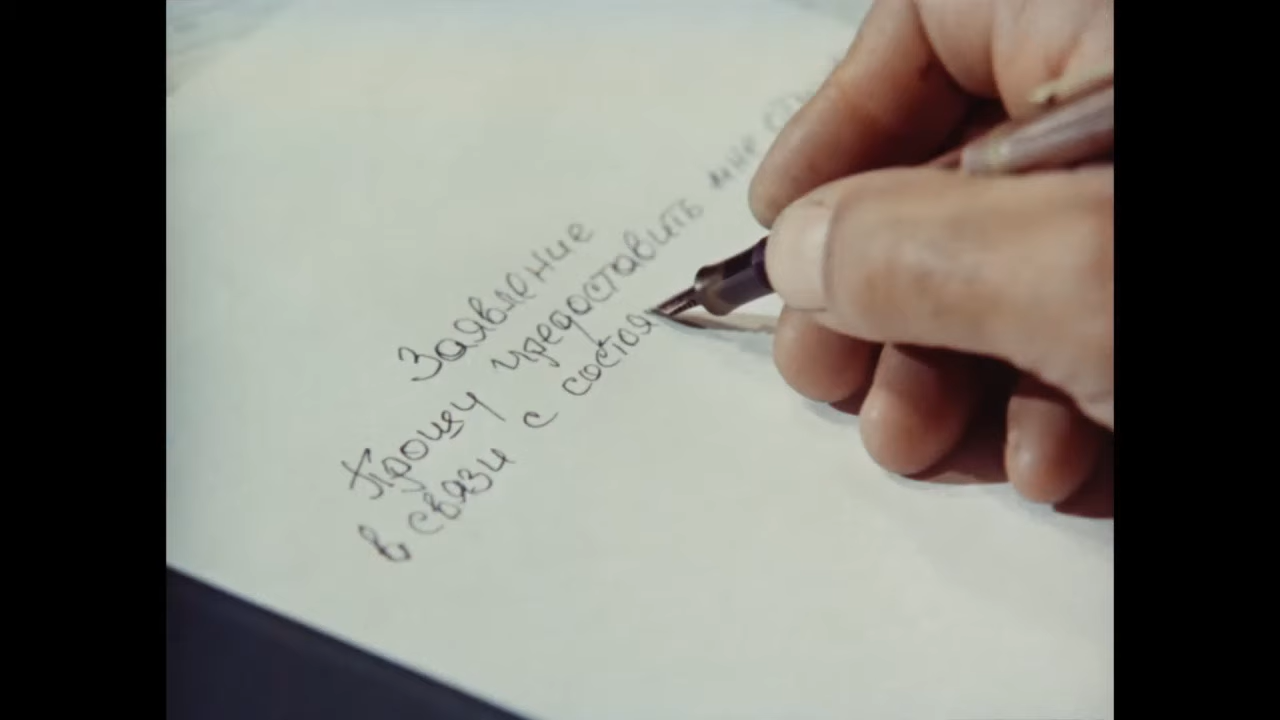 Заявление
Прошу предоставить мне
в связи с состоя